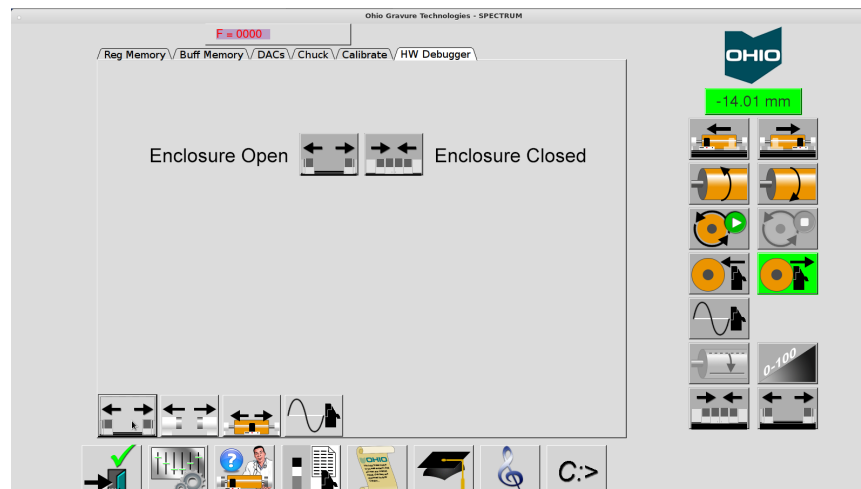 Ohio Gravure Technologies - SPECTRUM
F = 0000
Reg Memory Buff Memory DACs Chuck Calibrate HW Debugger
OHIO
-14.01 mm
Enclosure Open Enclosure Closed
0-100
OHIO
C:>